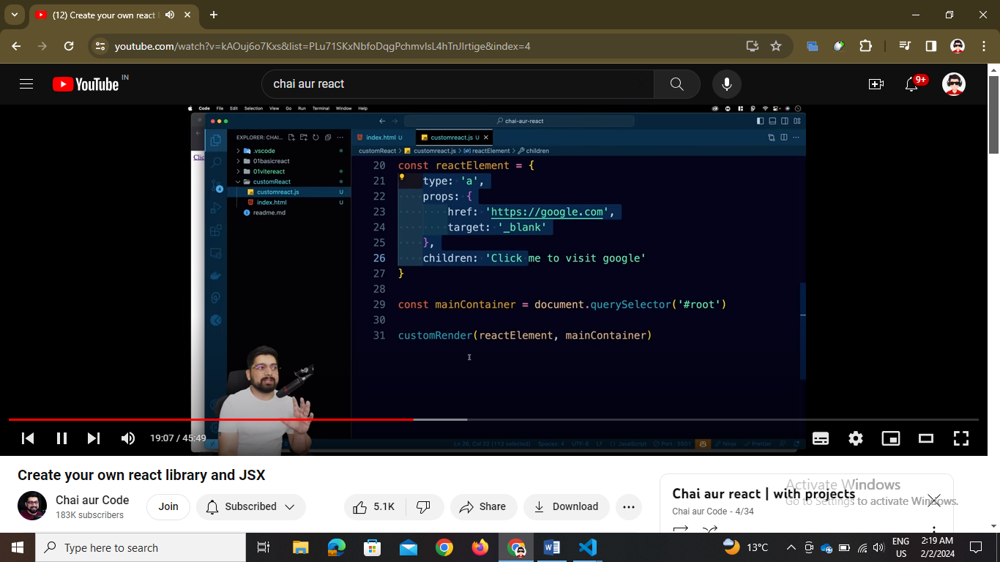 (12) Create your own react l
youtube.com/watch?v=kAOuj6o7Kxs&list=PLu71SKxNbfoDqgPchmvIsL4hTnJIrtige&index=4
YouTube IN
chai aur react
9+
Code File Edit Selection View Go Run Terminal Window Help
chai-aur-react
EXPLORER: CHAI...
index.html U
customreact.js U
customReact > customreact.js > reactElement > children
.vscode
01basicreact
01vitereact
customReact
customreact.js U
index.html U
readme.md
4
Clic
20 const reactElement = {
21 type: 'a',
22 props: {
23 href: 'https://google.com',
24 target: '_blank'
25 },
26 children: 'Click me to visit google'
27 }
28
29 const mainContainer = document.querySelector('#root')
30
31 customRender(reactElement, mainContainer)
Ln 26, Col 22 (113 selected) Spaces: 4 UTF-8 LF {} JavaScript Port : 5501 Ninja Prettier
19:07 / 45:49
Create your own react library and JSX
Chai aur Code
183K subscribers
Join
Subscribed
5.1K
Share
Download
Chai aur react | with projects
Chai aur Code - 4/34
Activate Windows
Go to Settings to activate Windows.
Type here to search
13°C
ENG
US
2:19 AM
2/2/2024